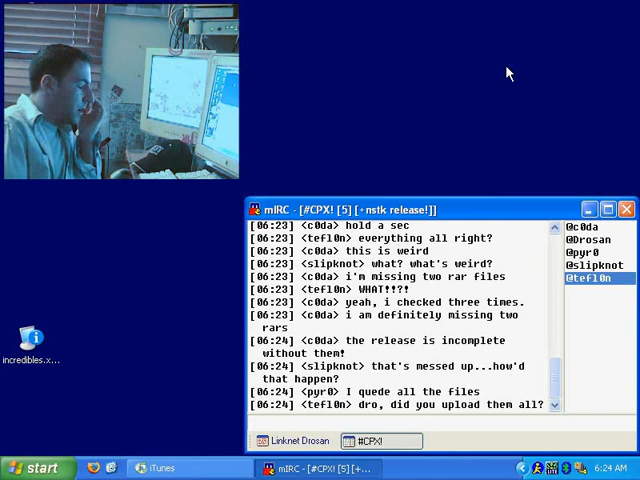 mIRC - [#CPX! [5] [+nstk release!]]
[06:23] <c0da> hold a sec
[06:23] <tefl0n> everything all right?
[06:23] <c0da> this is weird
[06:23] <slipknot> what? what's weird?
[06:23] <c0da> i'm missing two rar files
[06:23] <tefl0n> WHAT!!?!
[06:23] <c0da> yeah, i checked three times.
[06:23] <c0da> i am definitely missing two
rars
[06:24] <c0da> the release is incomplete
without them!
[06:24] <slipknot> that's messed up...how'd
that happen?
[06:24] <pyr0> I quede all the files
[06:24] <tefl0n> dro, did you upload them all?
@c0da
@Drosan
@pyr0
@slipknot
@tefl0n
incredibles.x...
Linknet Drosan
#CPX!
start
iTunes
mIRC - [#CPX! [5] [+...
6:24 AM